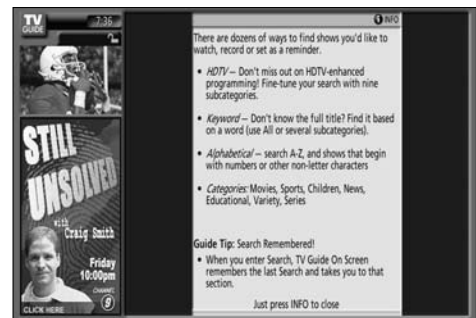 TV
GUIDE
7:36
STILL
UNSOLVED
with
Craig Smith
Friday
10:00pm
CHANNEL
9
CLICK HERE
INFO
There are dozens of ways to find shows you'd like to
watch, record or set as a reminder.
• HDTV – Don't miss out on HDTV-enhanced
programming! Fine-tune your search with nine
subcategories.
• Keyword – Don't know the full title? Find it based
on a word (use All or several subcategories).
• Alphabetical – search A-Z, and shows that begin
with numbers or other non-letter characters
• Categories: Movies, Sports, Children, News,
Educational, Variety, Series
Guide Tip: Search Remembered!
• When you enter Search, TV Guide On Screen
remembers the last Search and takes you to that
section.
Just press INFO to close